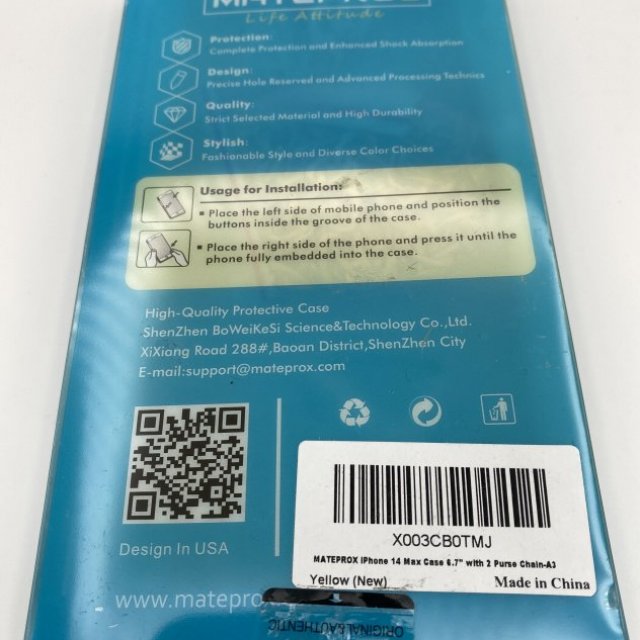 Life Attitude
Protection:
Complete Protection and Enhanced Shock Absorption
Design:
Precise Hole Reserved and Advanced Processing Technics
Quality:
Strict Selected Material and High Durability
Stylish:
Fashionable Style and Diverse Color Choices
Usage for Installation:
▪ Place the left side of mobile phone and position the
buttons inside the groove of the case.
▪ Place the right side of the phone and press it until the
phone fully embedded into the case.
High-Quality Protective Case
ShenZhen BoWeiKeSi Science&Technology Co.,Ltd.
XiXiang Road 288#,Baoan District,ShenZhen City
E-mail:support@mateprox.com
Design In USA
X003CB0TMJ
MATEPROX iPhone 14 Max Case 6.7" with 2 Purse Chain-A3
Yellow (New)
Made in China
www.mateprox
ORIGINAL&AUTHENTIC